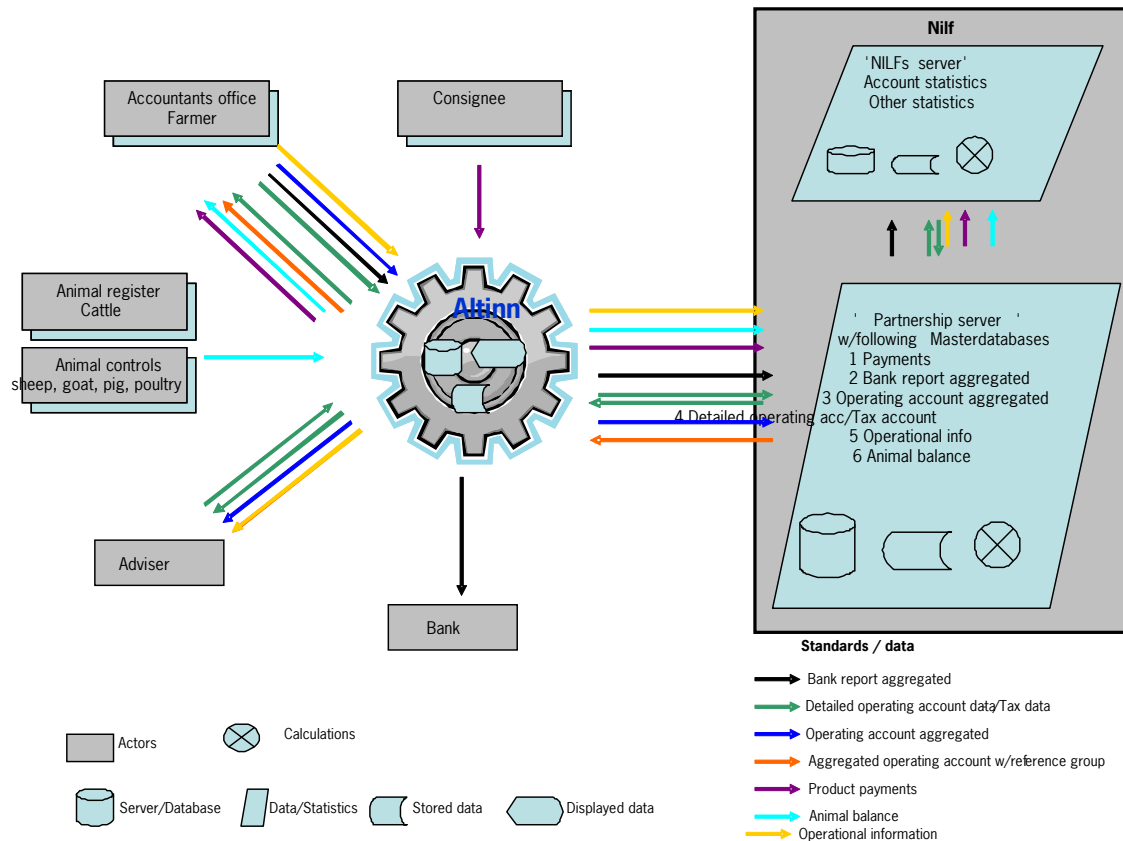 Nilf
'NILFs server'
Account statistics
Other statistics
Accountants office
Farmer
Consignee
Animal register
Cattle
Animal controls
sheep, goat, pig, poultry
Altinn
' Partnership server '
w/following Masterdatabases
1 Payments
2 Bank report aggregated
3 Operating account aggregated
4 Detailed operating acc/Tax account
5 Operational info
6 Animal balance
Adviser
Bank
Standards / data
Bank report aggregated
Detailed operating account data/Tax data
Operating account aggregated
Aggregated operating account w/reference group
Product payments
Animal balance
Operational information
Actors
Calculations
Server/Database
Data/Statistics
Stored data
Displayed data